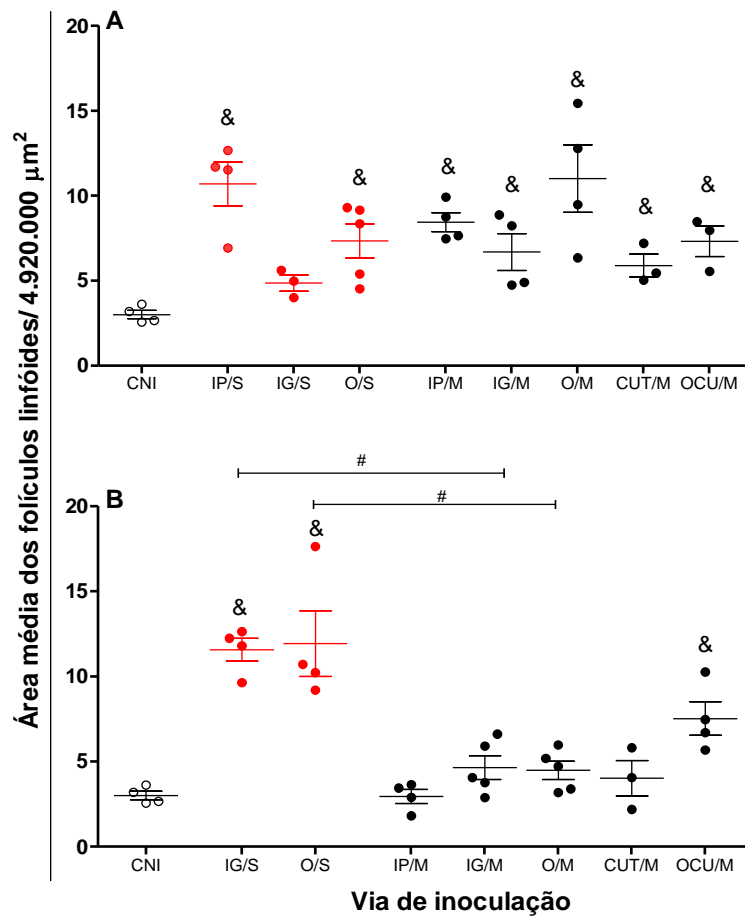 Área média dos folículos linfóides/ 4.920.000 µm²
A
20
15
10
5
0
&
&
&
&
&
&
&
CNI
IP/S
IG/S
O/S
IP/M
IG/M
O/M
CUT/M
OCU/M
#
#
B
20
15
10
5
0
&
&
&
CNI
IG/S
O/S
IP/M
IG/M
O/M
CUT/M
OCU/M
Via de inoculação